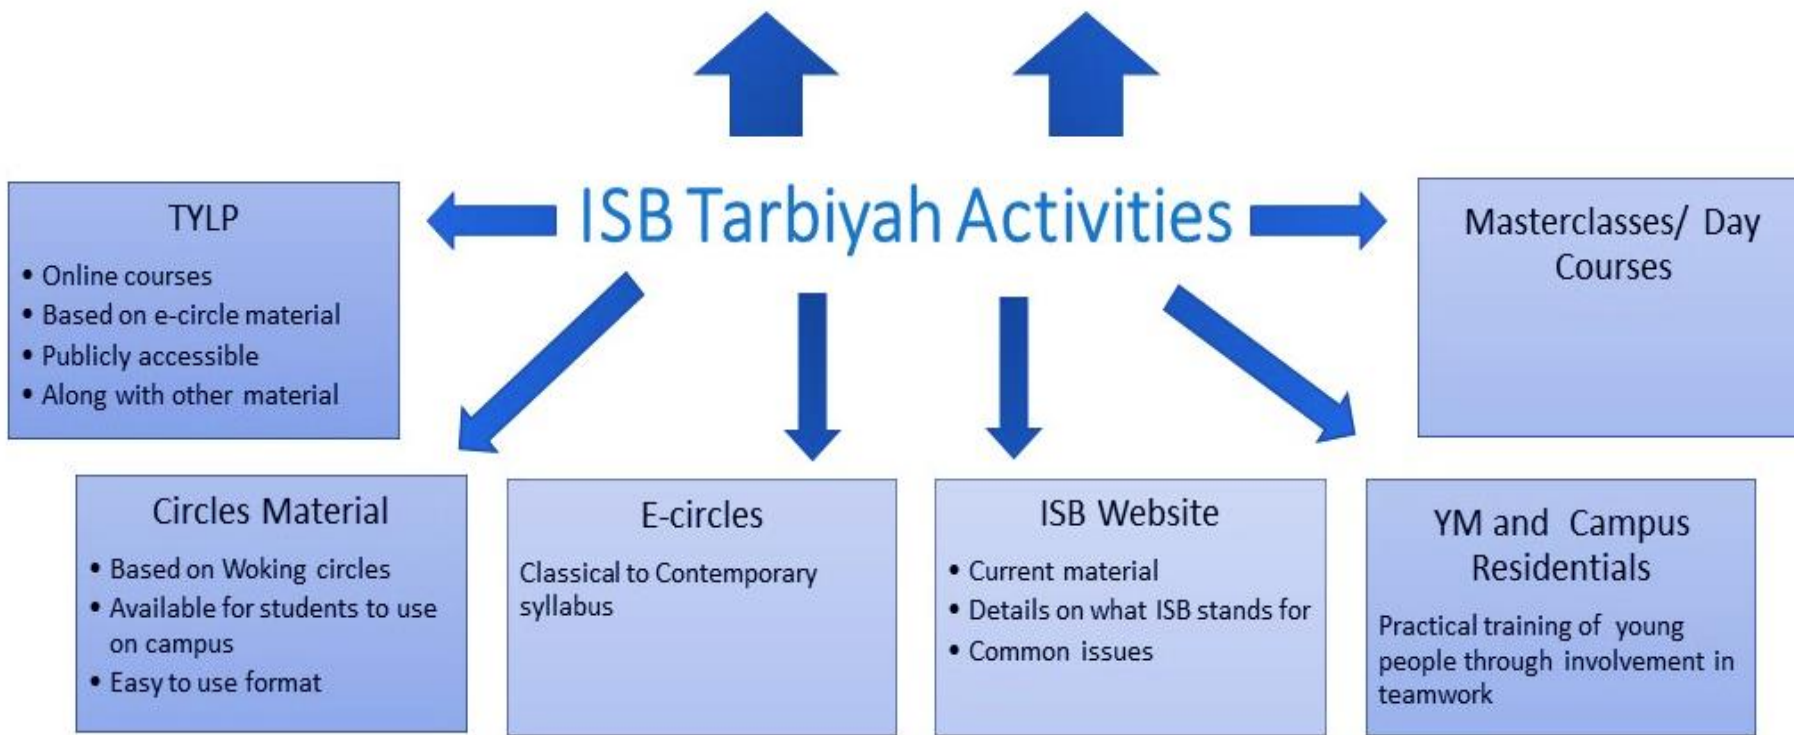 ISB Tarbiyah Activities
TYLP
• Online courses
• Based on e-circle material
• Publicly accessible
• Along with other material
Masterclasses/ Day
Courses
Circles Material
• Based on Woking circles
• Available for students to use
on campus
• Easy to use format
E-circles
Classical to Contemporary
syllabus
ISB Website
• Current material
• Details on what ISB stands for
• Common issues
YM and Campus
Residentials
Practical training of young
people through involvement in
teamwork